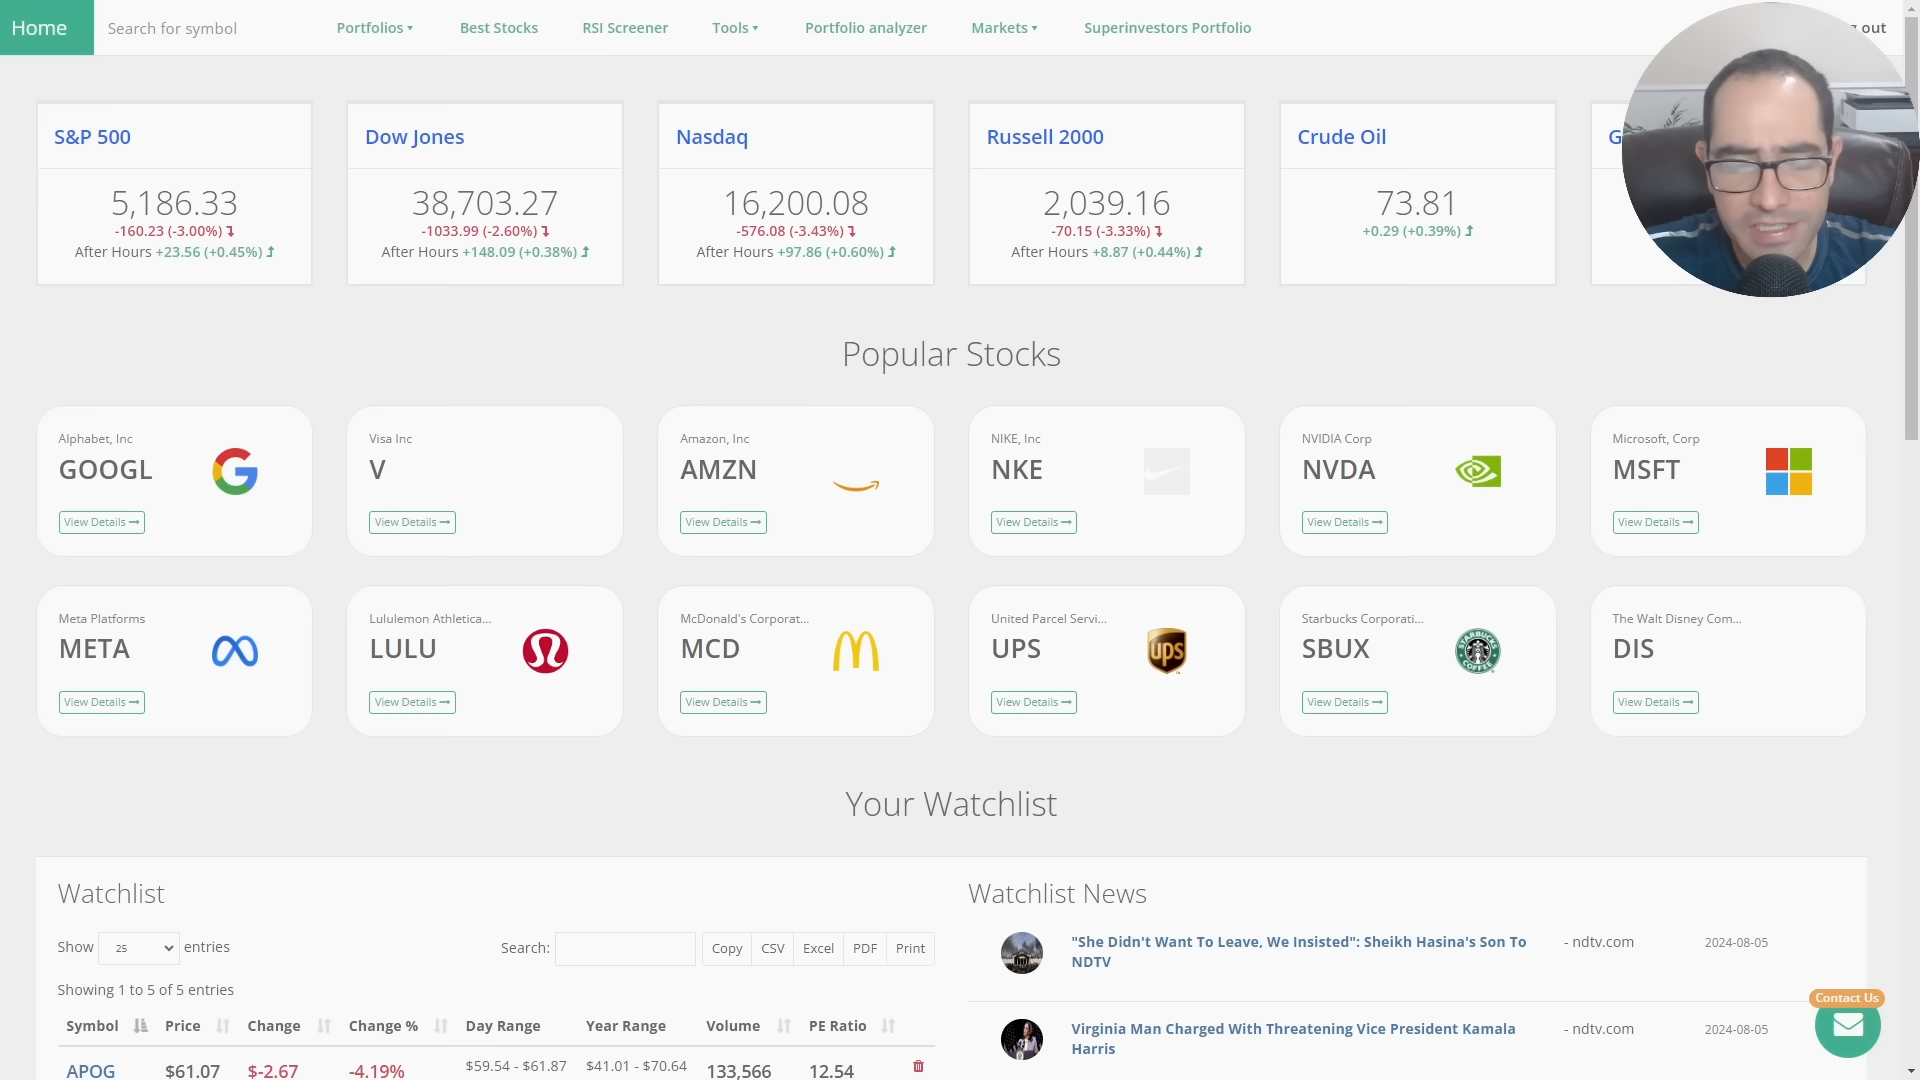 Home
Search for symbol
Portfolios
Best Stocks
RSI Screener
Tools
Portfolio analyzer
Markets
Superinvestors Portfolio
out
S&P 500
5,186.33
-160.23 (-3.00%)
After Hours +23.56 (+0.45%)
Dow Jones
38,703.27
-1033.99 (-2.60%)
After Hours +148.09 (+0.38%)
Nasdaq
16,200.08
-576.08 (-3.43%)
After Hours +97.86 (+0.60%)
Russell 2000
2,039.16
-70.15 (-3.33%)
After Hours +8.87 (+0.44%)
Crude Oil
73.81
+0.29 (+0.39%)
G
Popular Stocks
Alphabet, Inc
GOOGL
View Details
Visa Inc
V
View Details
Amazon, Inc
AMZN
View Details
NIKE, Inc
NKE
View Details
NVIDIA Corp
NVDA
View Details
Microsoft, Corp
MSFT
View Details
Meta Platforms
META
View Details
Lululemon Athletica...
LULU
View Details
McDonald's Corporat...
MCD
View Details
United Parcel Servi...
UPS
ups
View Details
Starbucks Corporati...
SBUX
STARBUCKS
COFFEE
View Details
The Walt Disney Com...
DIS
View Details
Your Watchlist
Watchlist
Show 25 entries
Search:
Copy
CSV
Excel
PDF
Print
Showing 1 to 5 of 5 entries
Symbol Price Change Change % Day Range Year Range Volume PE Ratio
APOG $61.07 $-2.67 -4.19% $59.54 - $61.87 $41.01 - $70.64 133,566 12.54
Watchlist News
"She Didn't Want To Leave, We Insisted": Sheikh Hasina's Son To
NDTV
- ndtv.com
2024-08-05
Virginia Man Charged With Threatening Vice President Kamala
Harris
- ndtv.com
2024-08-05
Contact Us